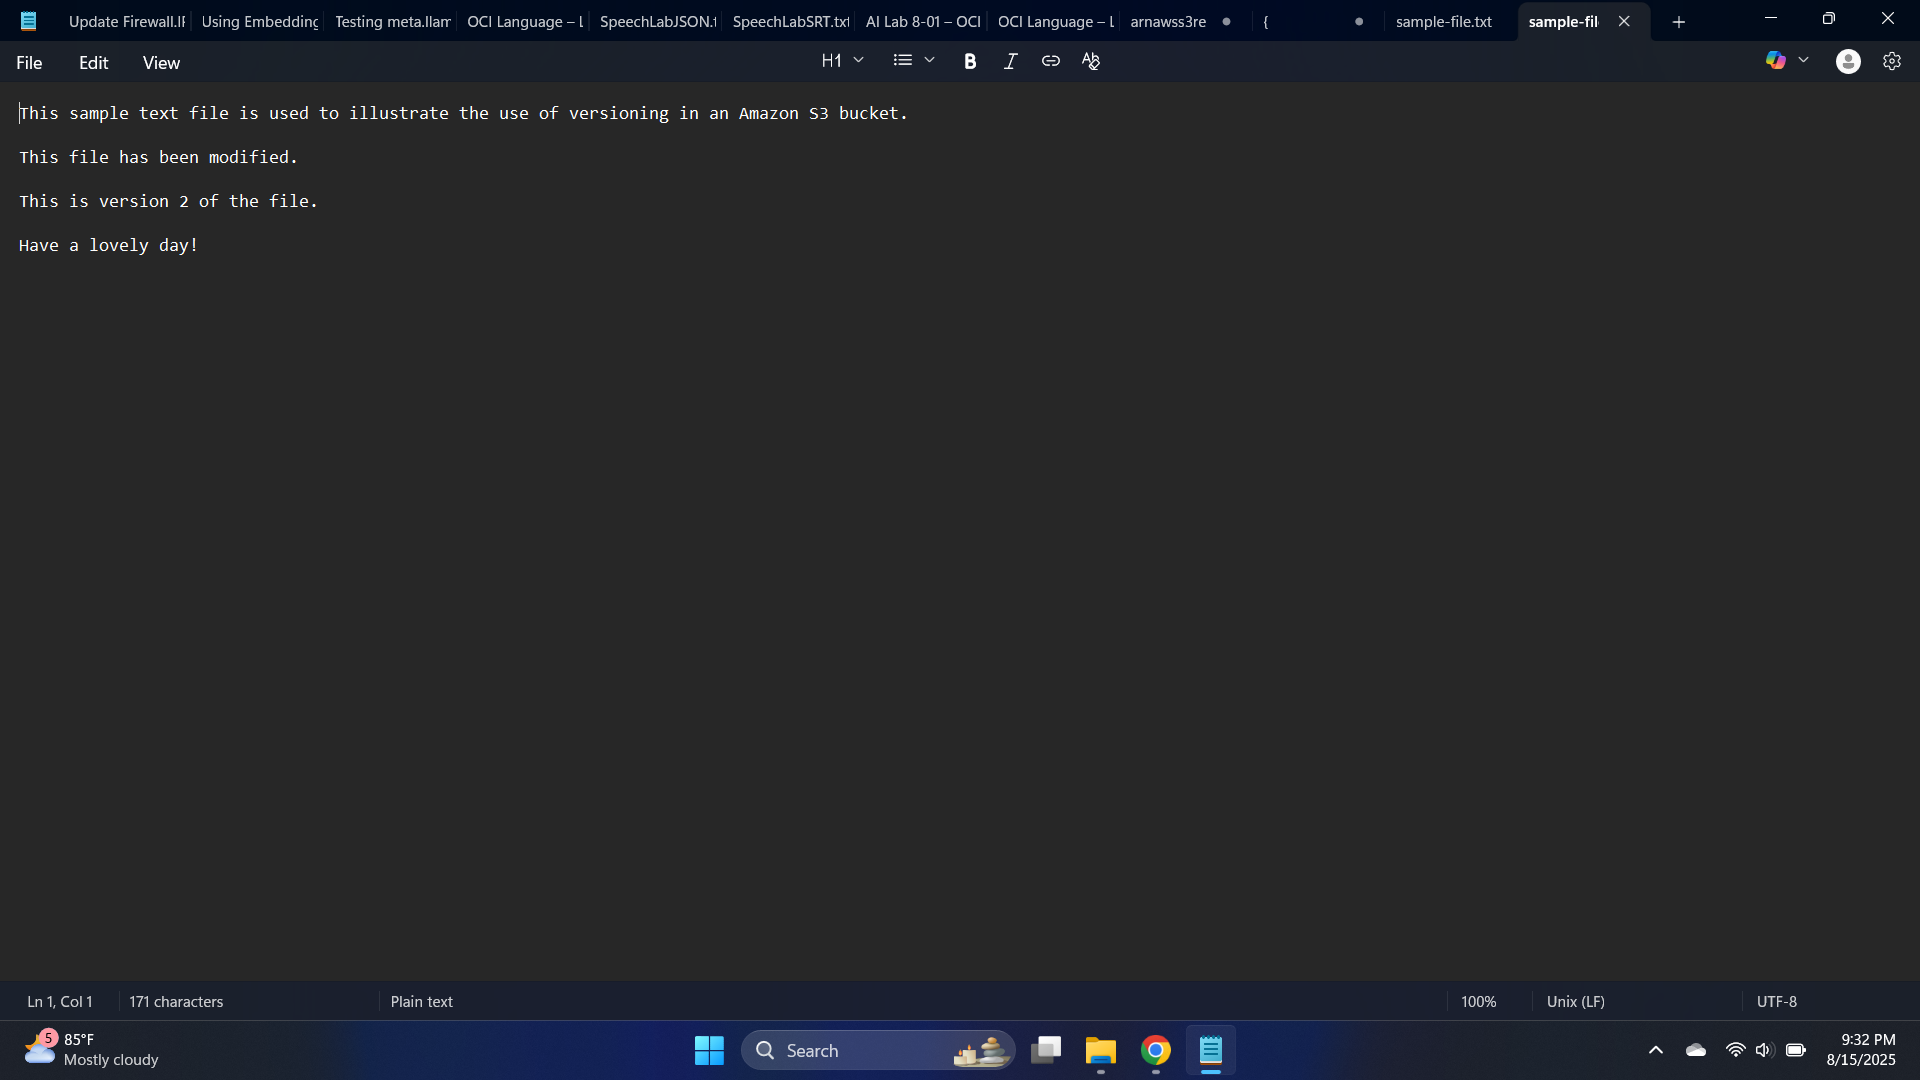 Update Firewall.IF Using Embedding Testing meta.llam OCI Language – L SpeechLabJSON.t SpeechLabSRT.txt AI Lab 8-01 – OCI OCI Language – L arnawss3re { sample-file.txt sample-fil
File Edit View H1
This sample text file is used to illustrate the use of versioning in an Amazon S3 bucket.
This file has been modified.
This is version 2 of the file.
Have a lovely day!
Ln 1, Col 1 171 characters Plain text 100% Unix (LF) UTF-8
5 85°F
Mostly cloudy
Search
9:32 PM
8/15/2025